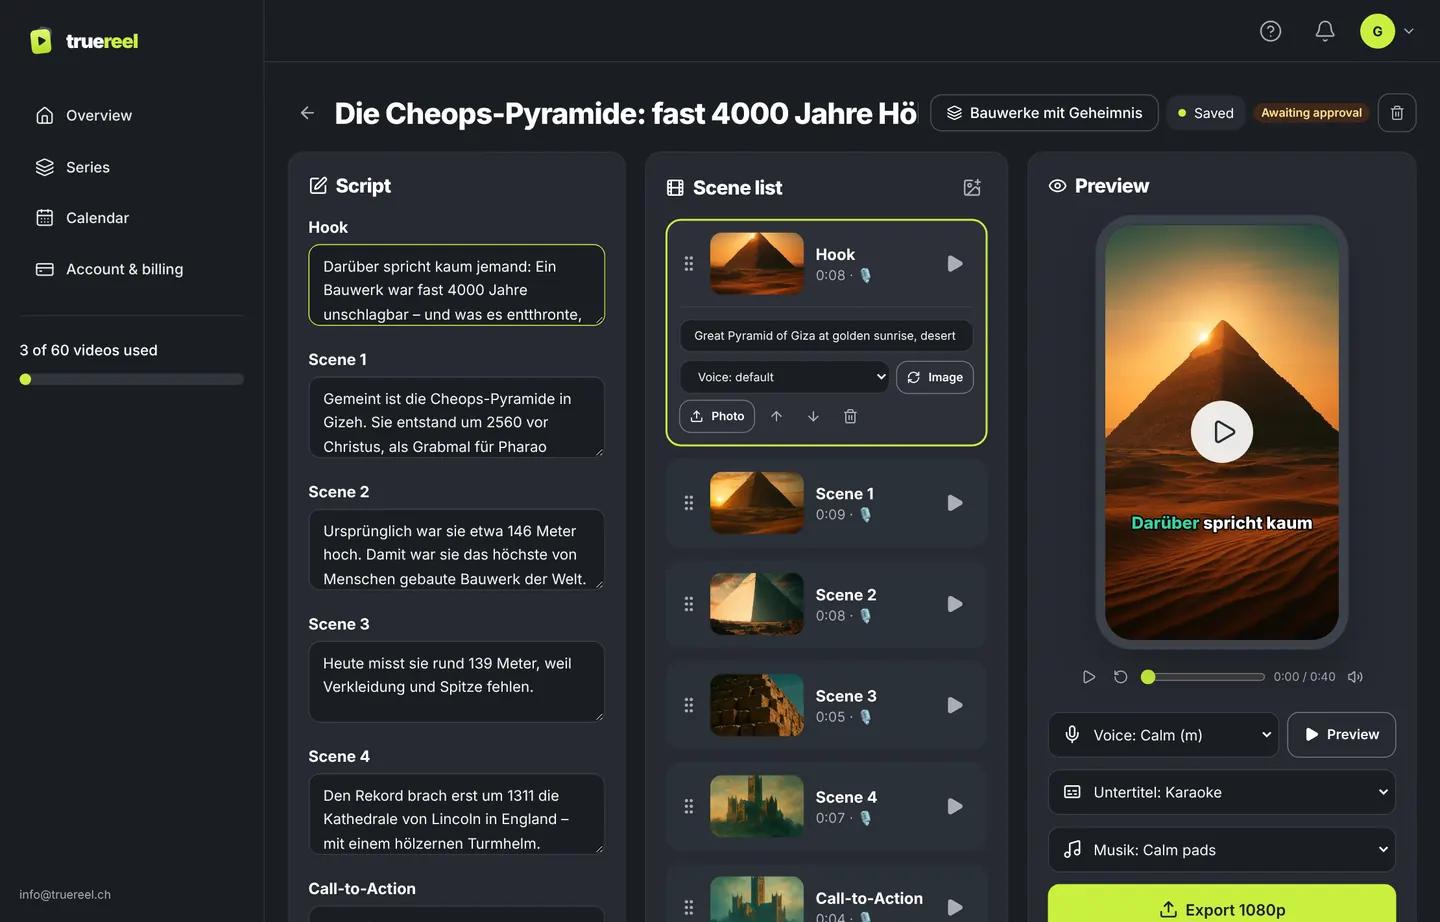 truereel
G
Overview
Series
Calendar
Account & billing
3 of 60 videos used
info@truereel.ch
Die Cheops-Pyramide: fast 4000 Jahre Hö
Bauwerke mit Geheimnis
Saved
Awaiting approval
Script
Hook
Darüber spricht kaum jemand: Ein
Bauwerk war fast 4000 Jahre
unschlagbar – und was es entthronte,
Scene 1
Gemeint ist die Cheops-Pyramide in
Gizeh. Sie entstand um 2560 vor
Christus, als Grabmal für Pharao
Scene 2
Ursprünglich war sie etwa 146 Meter
hoch. Damit war sie das höchste von
Menschen gebaute Bauwerk der Welt.
Scene 3
Heute misst sie rund 139 Meter, weil
Verkleidung und Spitze fehlen.
Scene 4
Den Rekord brach erst um 1311 die
Kathedrale von Lincoln in England –
mit einem hölzernen Turmhelm.
Call-to-Action
Scene list
Hook
0:08 ·
Great Pyramid of Giza at golden sunrise, desert
Voice: default
Image
Photo
Scene 1
0:09 ·
Scene 2
0:08 ·
Scene 3
0:05 ·
Scene 4
0:07 ·
Call-to-Action
0:04 ·
Preview
Darüber spricht kaum
0:00 / 0:40
Voice: Calm (m)
Preview
Untertitel: Karaoke
Musik: Calm pads
Export 1080p